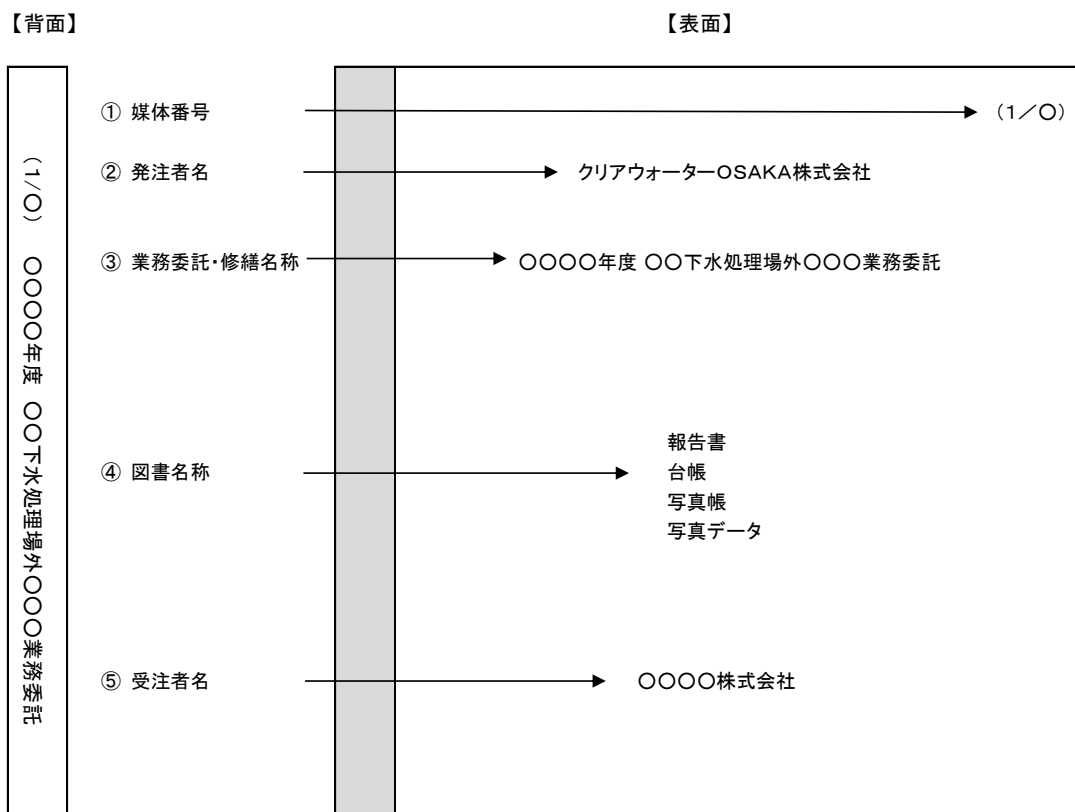 【背面】
【表面】
(1/〇) 〇〇〇〇年度 〇〇下水処理場外〇〇〇業務委託
① 媒体番号
(1/〇)
② 発注者名
クリアウォーターOSAKA株式会社
③ 業務委託・修繕名称
〇〇〇〇年度 〇〇下水処理場外〇〇〇業務委託
④ 図書名称
報告書
台帳
写真帳
写真データ
⑤ 受注者名
〇〇〇〇株式会社